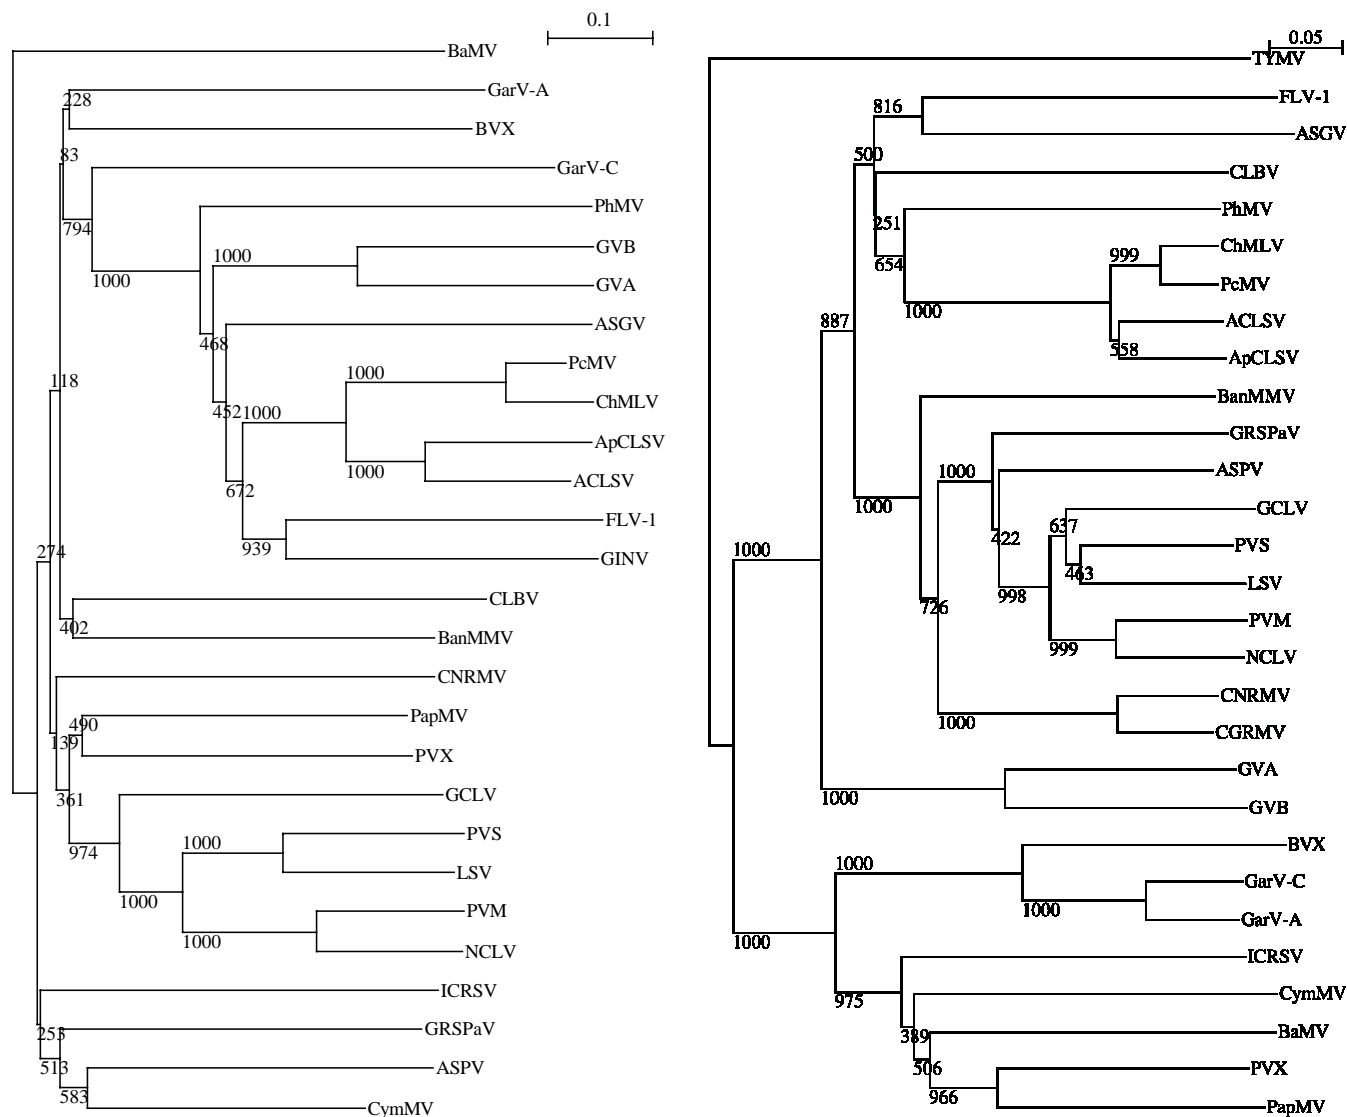 0.1
BaMV
GarV-A
228
BVX
83
GarV-C
PhMV
794
GVB
1000
1000
GVA
ASGV
468
PcMV
1000
118
ChMLV
452
1000
ApCLSV
1000
ACLSV
672
FLV-1
939
274
GINV
CLBV
402
BanMMV
CNRMV
PapMV
490
139
PVX
GCLV
361
PVS
1000
974
LSV
1000
PVM
1000
NCLV
ICRSV
GRSPaV
253
513
ASPV
583
CymMV
0.05
TYMV
FLV-1
816
ASGV
500
CLBV
PhMV
251
ChMLV
999
654
PcMV
1000
ACLSV
887
558
ApCLSV
BanMMV
GRSPaV
1000
ASPV
1000
GCLV
637
422
PVS
1000
463
LSV
998
726
PVM
999
NCLV
CNRMV
1000
CGRMV
GVA
1000
GVB
BVX
1000
GarV-C
1000
GarV-A
1000
ICRSV
975
CymMV
389
BaMV
506
PVX
966
PapMV